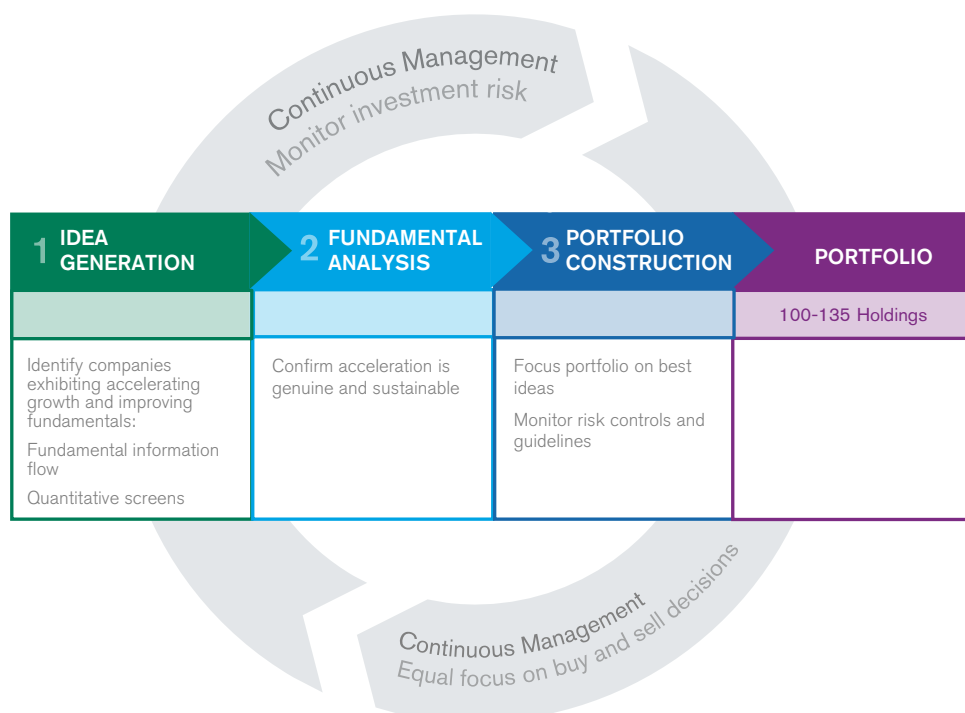 Continuous Management
Monitor investment risk
1 IDEA
GENERATION
2 FUNDAMENTAL
ANALYSIS
3 PORTFOLIO
CONSTRUCTION
PORTFOLIO
100-135 Holdings
Identify companies
exhibiting accelerating
growth and improving
fundamentals:
Fundamental information
flow
Quantitative screens
Confirm acceleration is
genuine and sustainable
Focus portfolio on best
ideas
Monitor risk controls and
guidelines
Continuous Management
Equal focus on buy and sell decisions